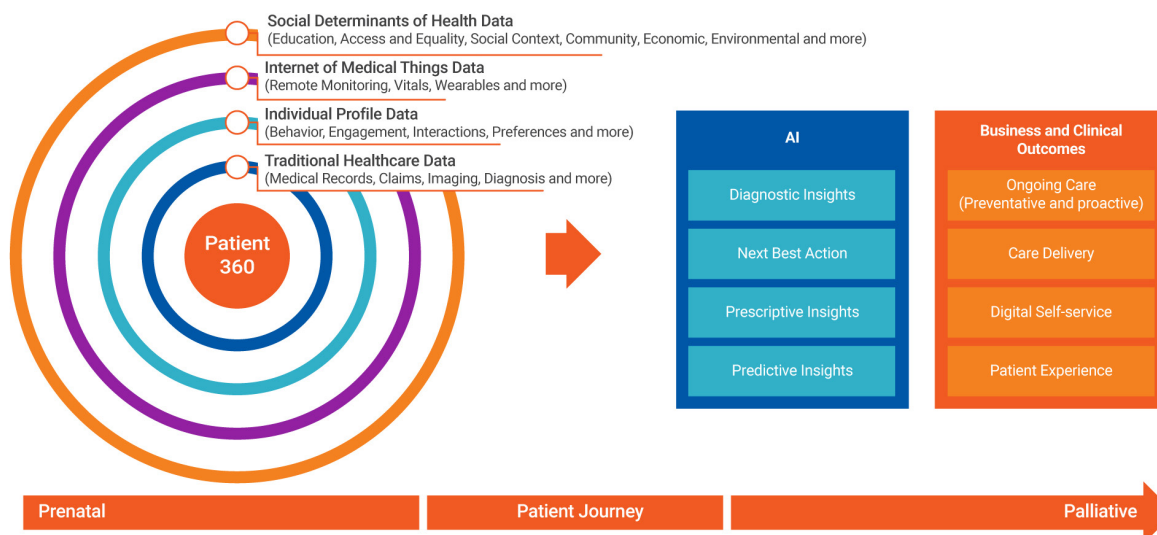 Social Determinants of Health Data
(Education, Access and Equality, Social Context, Community, Economic, Environmental and more)
Internet of Medical Things Data
(Remote Monitoring, Vitals, Wearables and more)
Individual Profile Data
(Behavior, Engagement, Interactions, Preferences and more)
Traditional Healthcare Data
(Medical Records, Claims, Imaging, Diagnosis and more)
Patient
360
AI
Diagnostic Insights
Next Best Action
Prescriptive Insights
Predictive Insights
Business and Clinical
Outcomes
Ongoing Care
(Preventative and proactive)
Care Delivery
Digital Self-service
Patient Experience
Prenatal
Patient Journey
Palliative